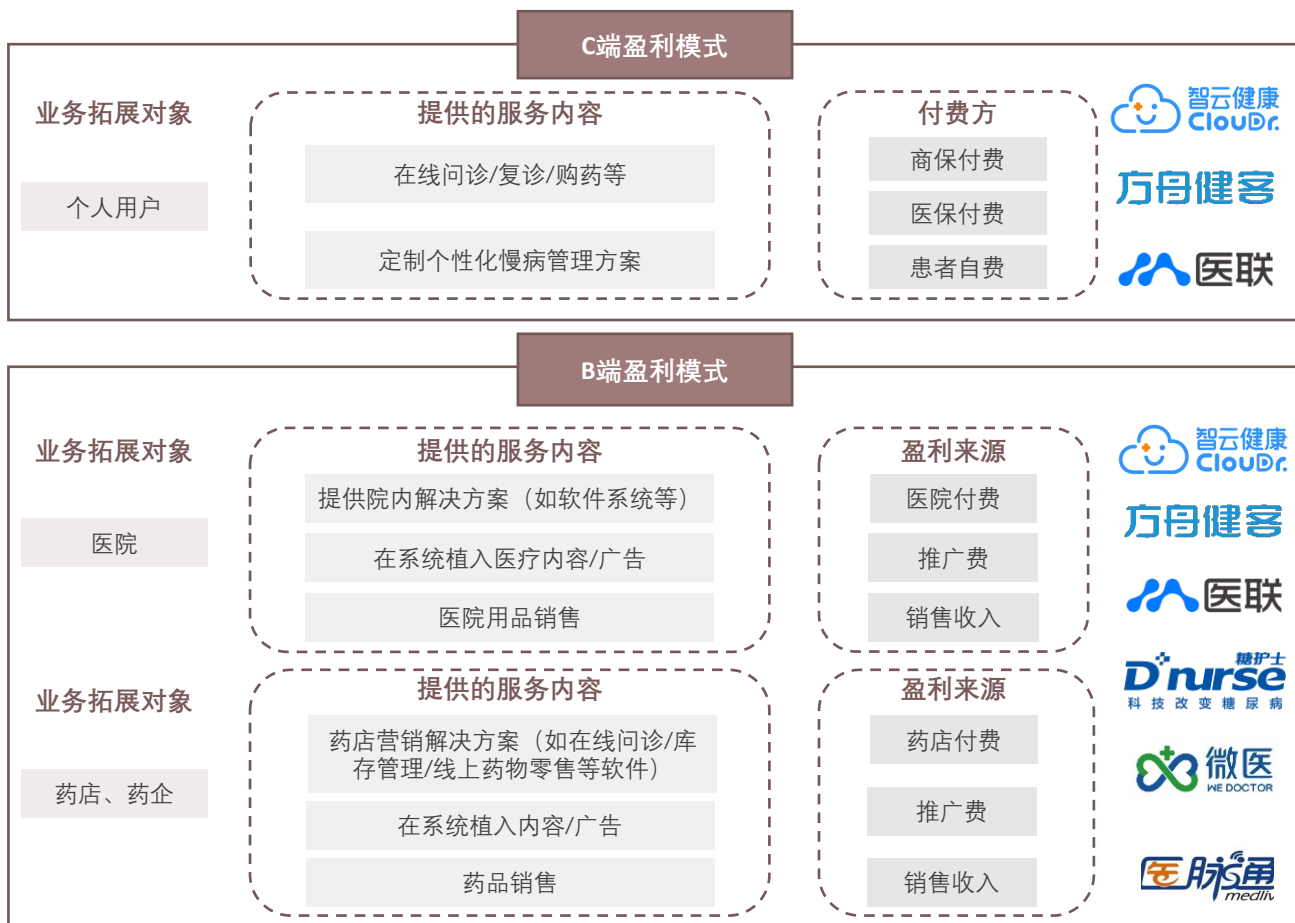 C端盈利模式
业务拓展对象
提供的服务内容
付费方
个人用户
在线问诊/复诊/购药等
定制个性化慢病管理方案
商保付费
医保付费
患者自费
智云健康
ClouDr.
方舟健客
医联
B端盈利模式
业务拓展对象
提供的服务内容
盈利来源
医院
提供院内解决方案（如软件系统等）
在系统植入医疗内容/广告
医院用品销售
医院付费
推广费
销售收入
业务拓展对象
提供的服务内容
盈利来源
药店、药企
药店营销解决方案（如在线问诊/库
存管理/线上药物零售等软件）
在系统植入内容/广告
药品销售
药店付费
推广费
销售收入
智云健康
ClouDr.
方舟健客
医联
糖护士
Dnurse
科技改变糖尿病
微医
WE DOCTOR
医脉通
medliv